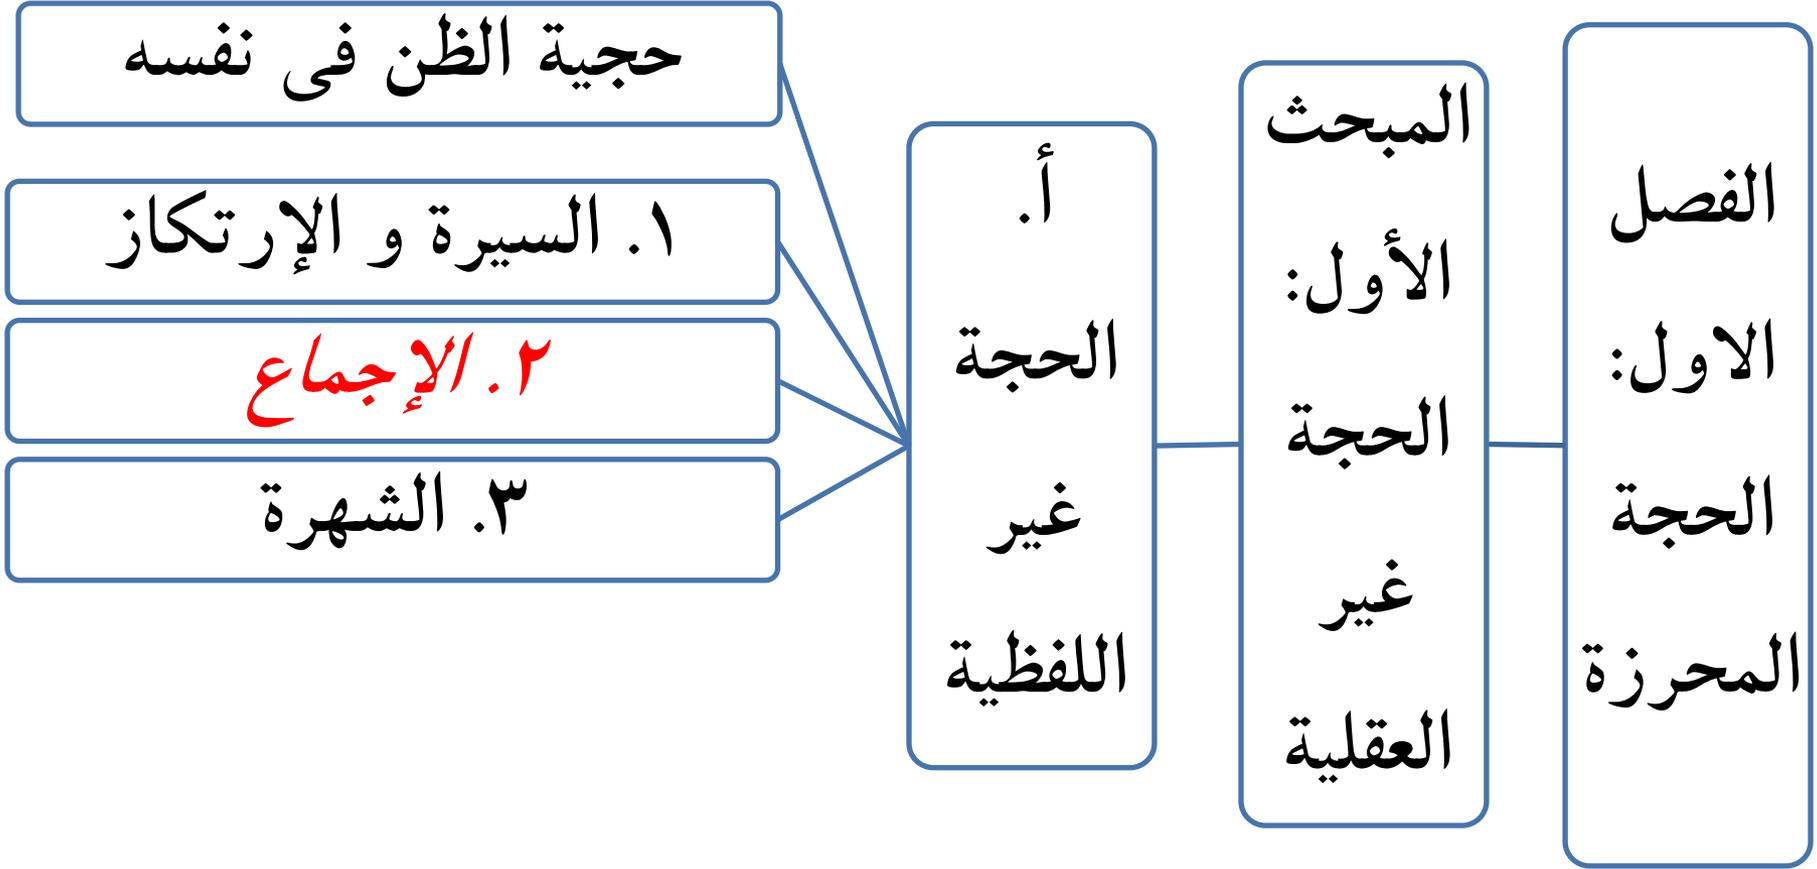 الفصل
الاول:
الحجة
المحرزة
المبحث
الأول:
الحجة
غير
العقلية
أ.
الحجة
غير
اللفظية
حجية الظن فى نفسه
١. السيرة و الإرتكاز
٢. الإجماع
٣. الشهرة